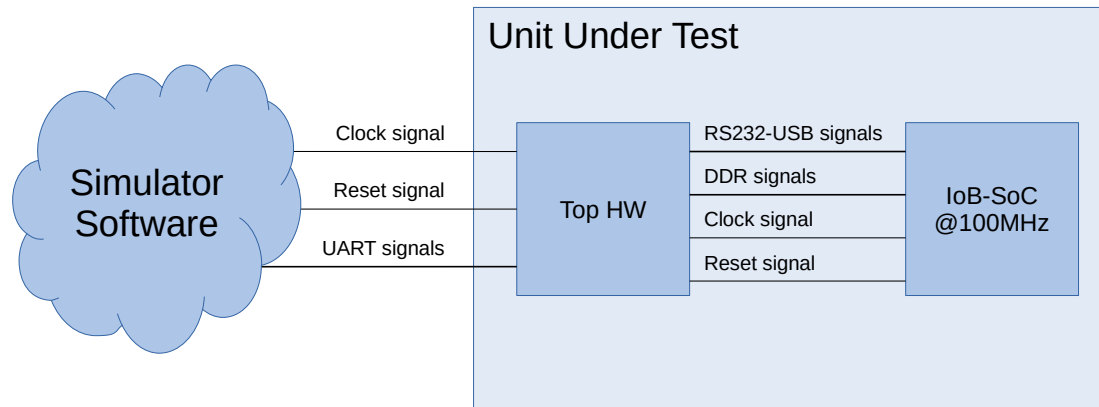 Unit Under Test
Simulator
Software
Clock signal
Reset signal
UART signals
Top HW
RS232-USB signals
DDR signals
Clock signal
Reset signal
IoB-SoC
@100MHz